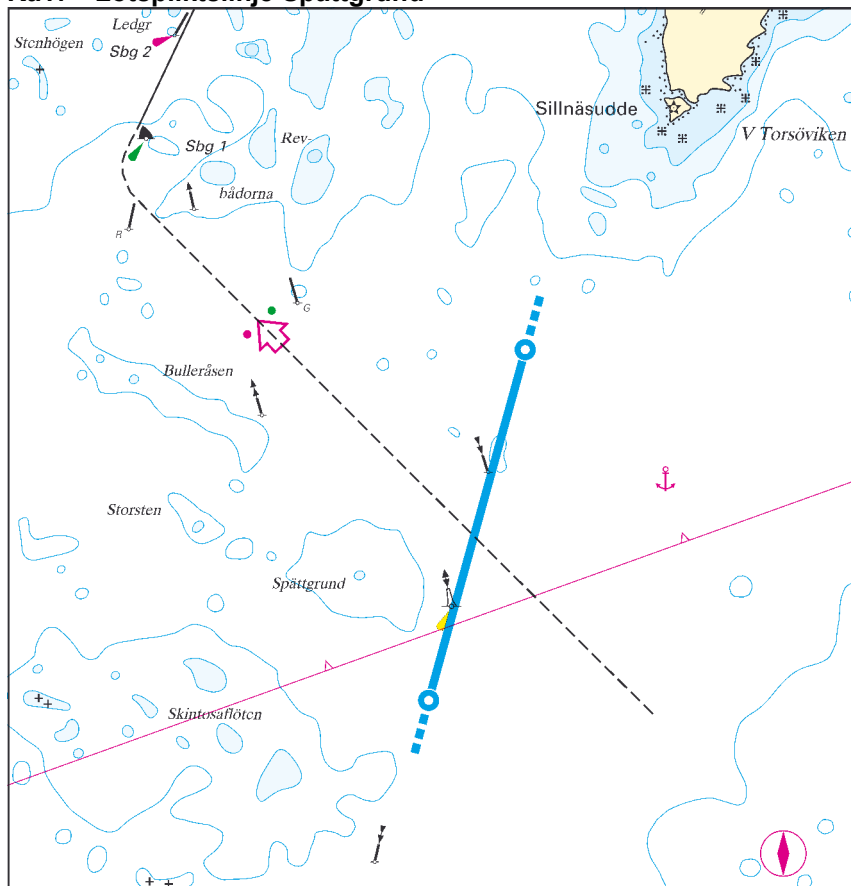 Ledgr
Stenhögen
Sbg 2
Sillnäsudde
Sbg 1
Rev-
V Torsöviken
bådorna
R
G
Bulleråsen
Storsten
Spättgrund
Skintosaflöten